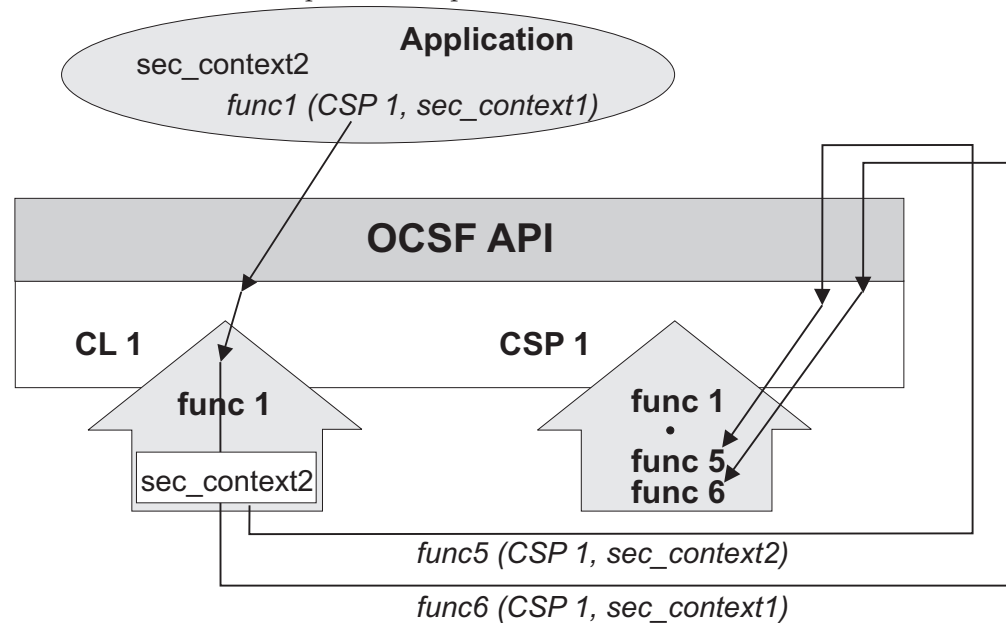 Application
sec_context2
func1 (CSP 1, sec_context1)
OCSF API
CL 1
CSP 1
func 1
sec_context2
func 1
•
func 5
func 6
func5 (CSP 1, sec_context2)
func6 (CSP 1, sec_context1)